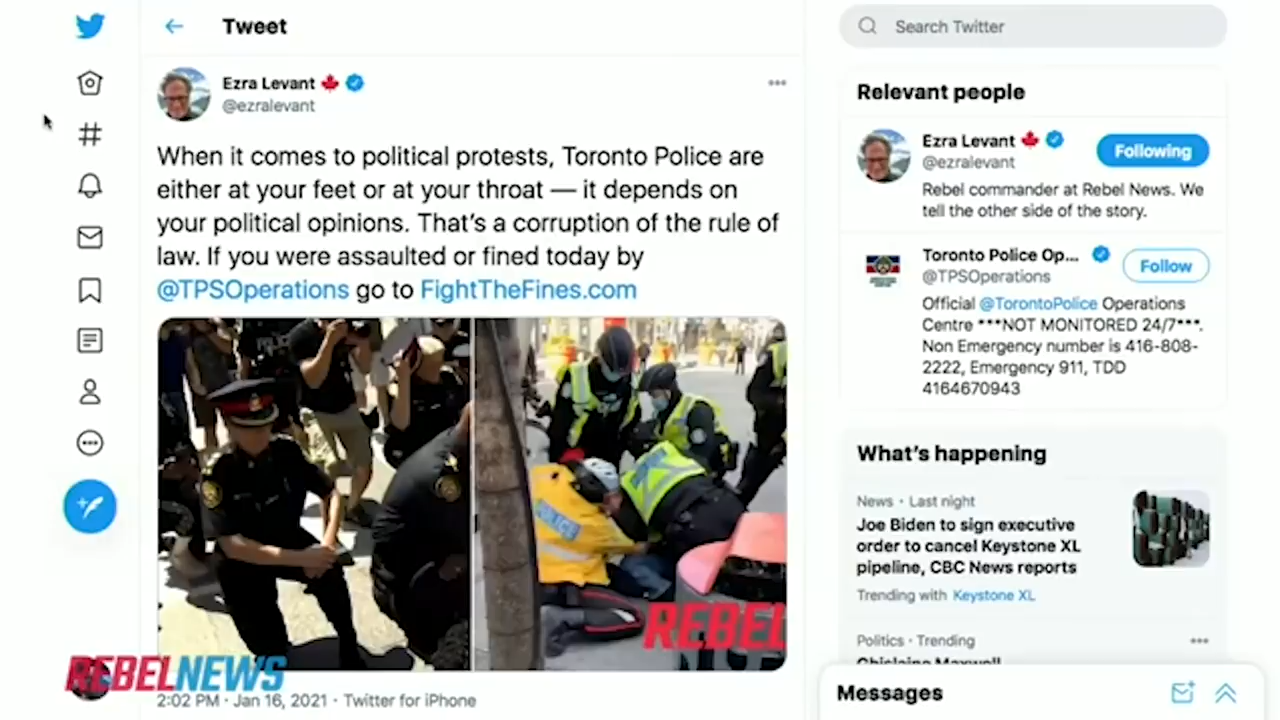 Tweet
Ezra Levant
@ezralevant
When it comes to political protests, Toronto Police are
either at your feet or at your throat — it depends on
your political opinions. That's a corruption of the rule of
law. If you were assaulted or fined today by
@TPSOperations go to FightTheFines.com
POLICE
REBEL
REBELNEWS
2:02 PM · Jan 16, 2021 · Twitter for iPhone
Search Twitter
Relevant people
Ezra Levant
@ezralevant
Following
Rebel commander at Rebel News. We
tell the other side of the story.
Toronto Police Op...
@TPSOperations
Follow
Official @TorontoPolice Operations
Centre ***NOT MONITORED 24/7***.
Non Emergency number is 416-808-
2222, Emergency 911, TDD
4164670943
What's happening
News · Last night
Joe Biden to sign executive
order to cancel Keystone XL
pipeline, CBC News reports
Trending with Keystone XL
Politics · Trending
Ghislaine Maxwell
Messages